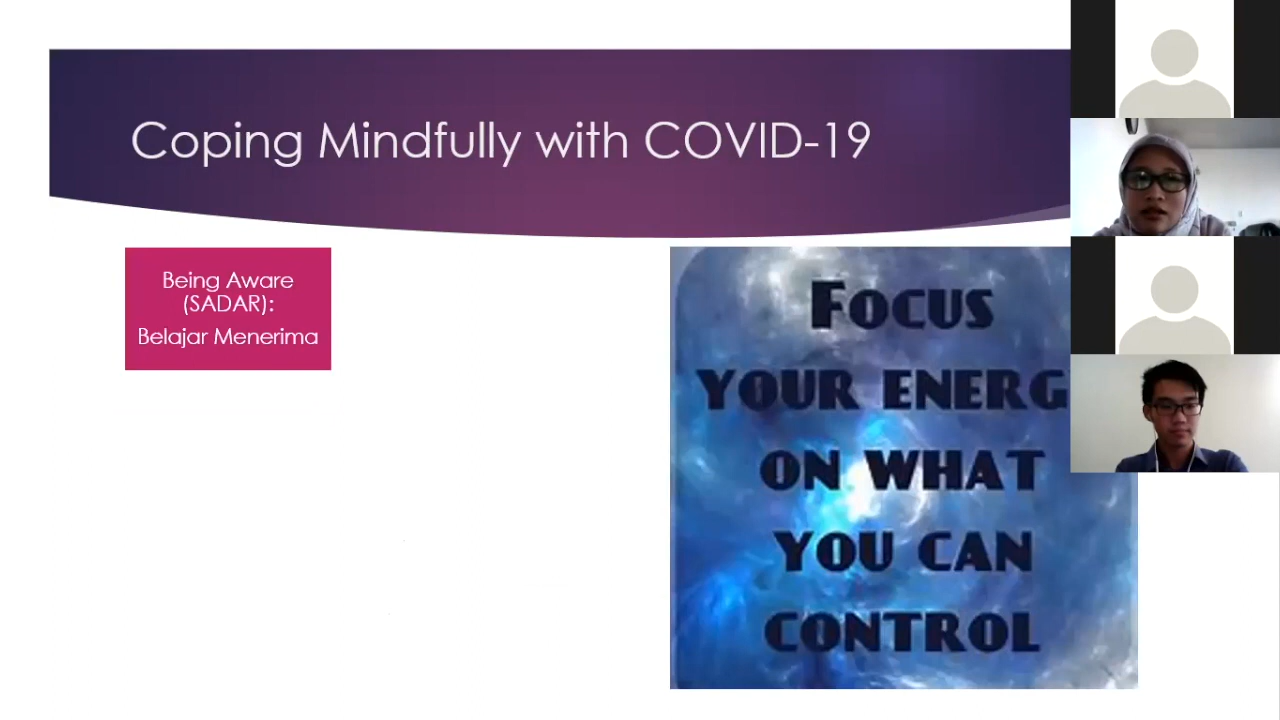 Coping Mindfully with COVID-19
Being Aware
(SADAR):
Belajar Menerima
FOCUS
YOUR ENERG
ON WHAT
YOU CAN
CONTROL